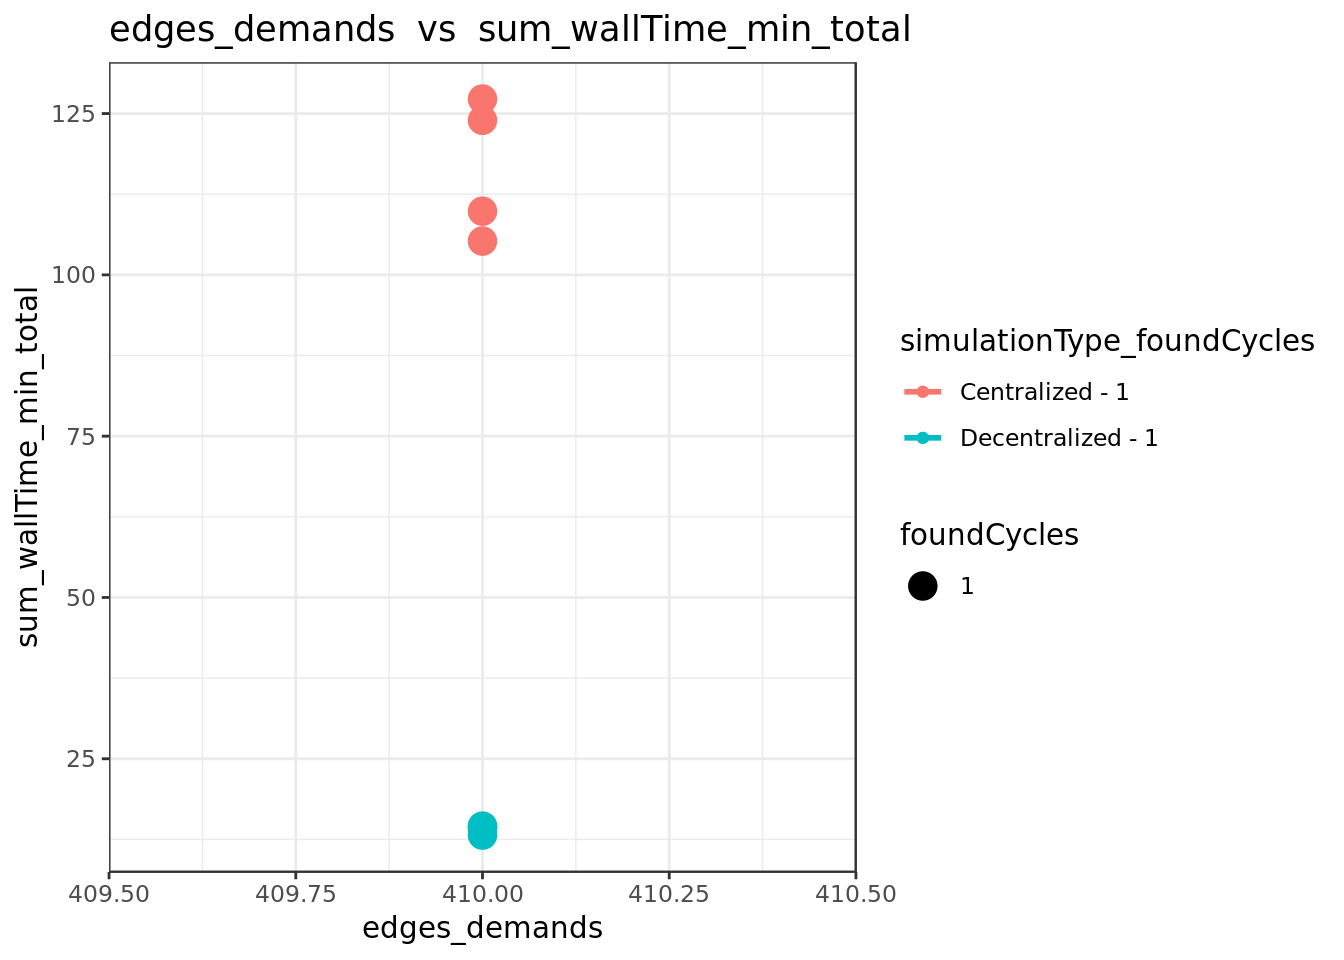 edges_demands  vs  sum_wallTime_min_total
125
100
75
50
25
sum_wallTime_min_total
409.50
409.75
410.00
410.25
410.50
edges_demands
simulationType_foundCycles
Centralized - 1
Decentralized - 1
foundCycles
1